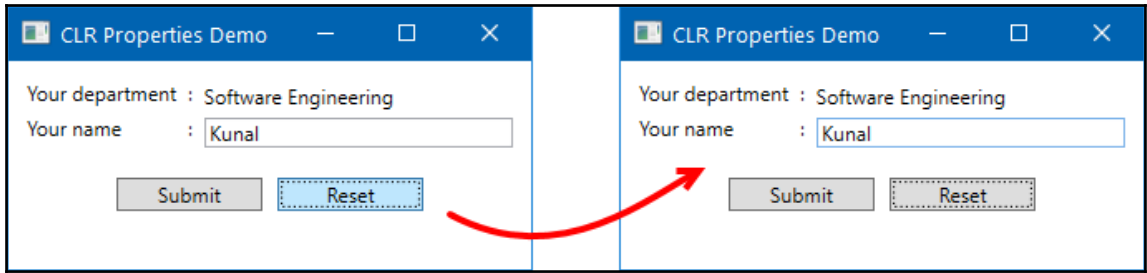 CLR Properties Demo
Your department : Software Engineering
Your name : Kunal
Submit Reset
CLR Properties Demo
Your department : Software Engineering
Your name : Kunal
Submit Reset